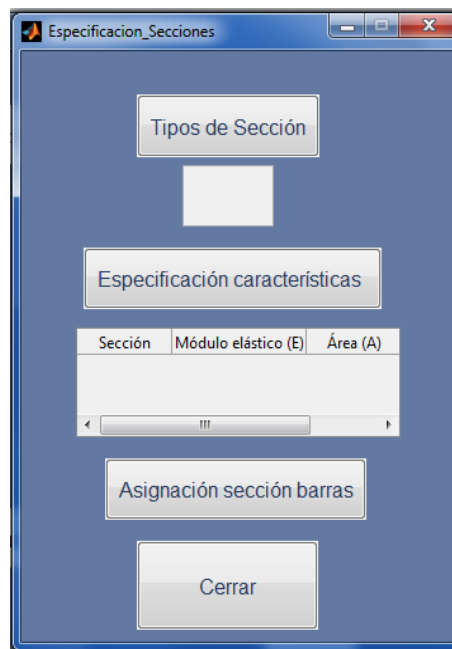 Especificacion_Secciones
Tipos de Sección
Especificación características
Sección Módulo elástico (E) Área (A)
Asignación sección barras
Cerrar